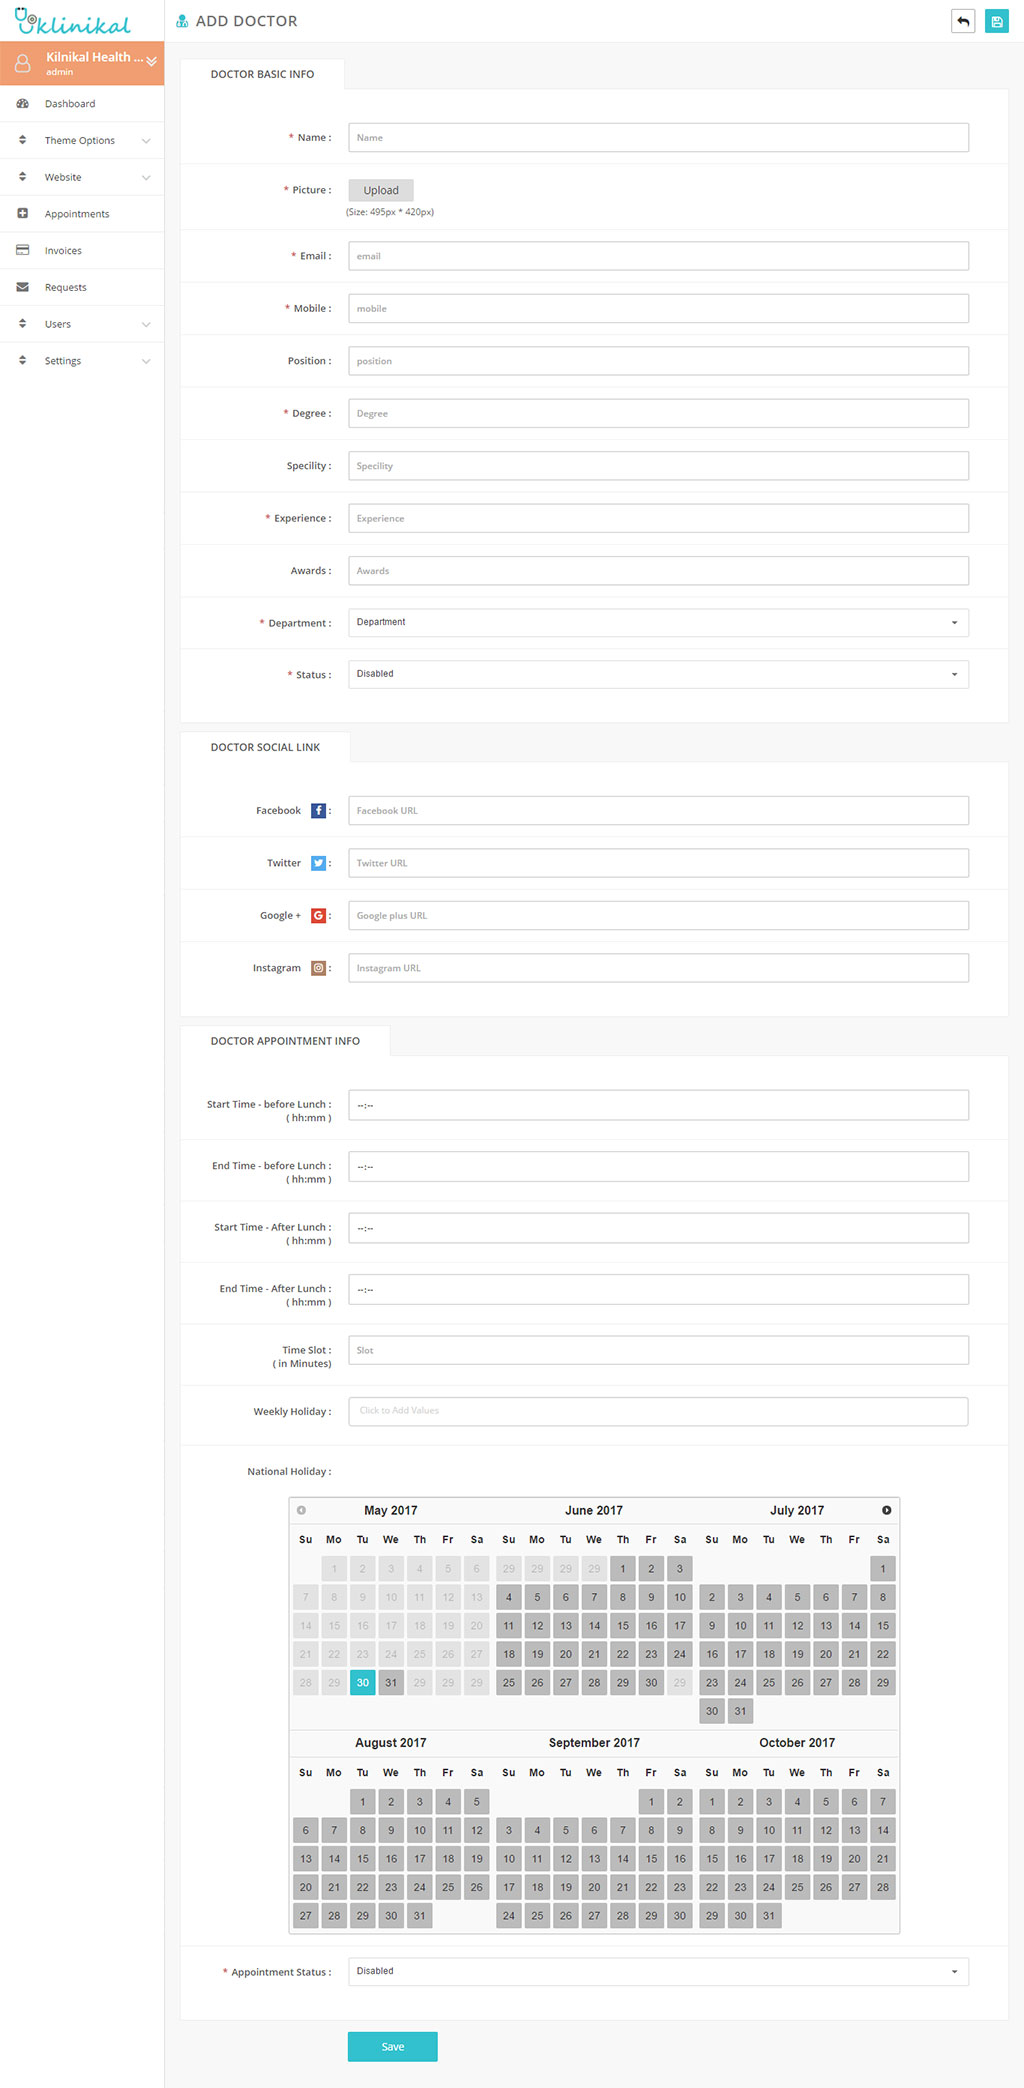 klinikal
ADD DOCTOR
Kilnikal Health ...
admin
Dashboard
Theme Options
Website
Appointments
Invoices
Requests
Users
Settings
DOCTOR BASIC INFO
* Name : Name
* Picture : Upload
(Size: 495px * 420px)
* Email : email
* Mobile : mobile
Position : position
* Degree : Degree
Specility : Specility
* Experience : Experience
Awards : Awards
* Department : Department
* Status : Disabled
DOCTOR SOCIAL LINK
Facebook f : Facebook URL
Twitter : Twitter URL
Google + G : Google plus URL
Instagram : Instagram URL
DOCTOR APPOINTMENT INFO
Start Time - before Lunch : --:--
( hh:mm )
End Time - before Lunch : --:--
( hh:mm )
Start Time - After Lunch : --:--
( hh:mm )
End Time - After Lunch : --:--
( hh:mm )
Time Slot : Slot
( in Minutes)
Weekly Holiday : Click to Add Values
National Holiday :
May 2017 June 2017 July 2017
Su Mo Tu We Th Fr Sa Su Mo Tu We Th Fr Sa Su Mo Tu We Th Fr Sa
1 2 3 4 5 6 29 29 29 29 1 2 3 1
7 8 9 10 11 12 13 4 5 6 7 8 9 10 2 3 4 5 6 7 8
14 15 16 17 18 19 20 11 12 13 14 15 16 17 9 10 11 12 13 14 15
21 22 23 24 25 26 27 18 19 20 21 22 23 24 16 17 18 19 20 21 22
28 29 30 31 29 29 29 25 26 27 28 29 30 29 23 24 25 26 27 28 29
30 31
August 2017 September 2017 October 2017
Su Mo Tu We Th Fr Sa Su Mo Tu We Th Fr Sa Su Mo Tu We Th Fr Sa
1 2 3 4 5 1 2 1 2 3 4 5 6 7
6 7 8 9 10 11 12 3 4 5 6 7 8 9 8 9 10 11 12 13 14
13 14 15 16 17 18 19 10 11 12 13 14 15 16 15 16 17 18 19 20 21
20 21 22 23 24 25 26 17 18 19 20 21 22 23 22 23 24 25 26 27 28
27 28 29 30 31 24 25 26 27 28 29 30 29 30 31
* Appointment Status : Disabled
Save